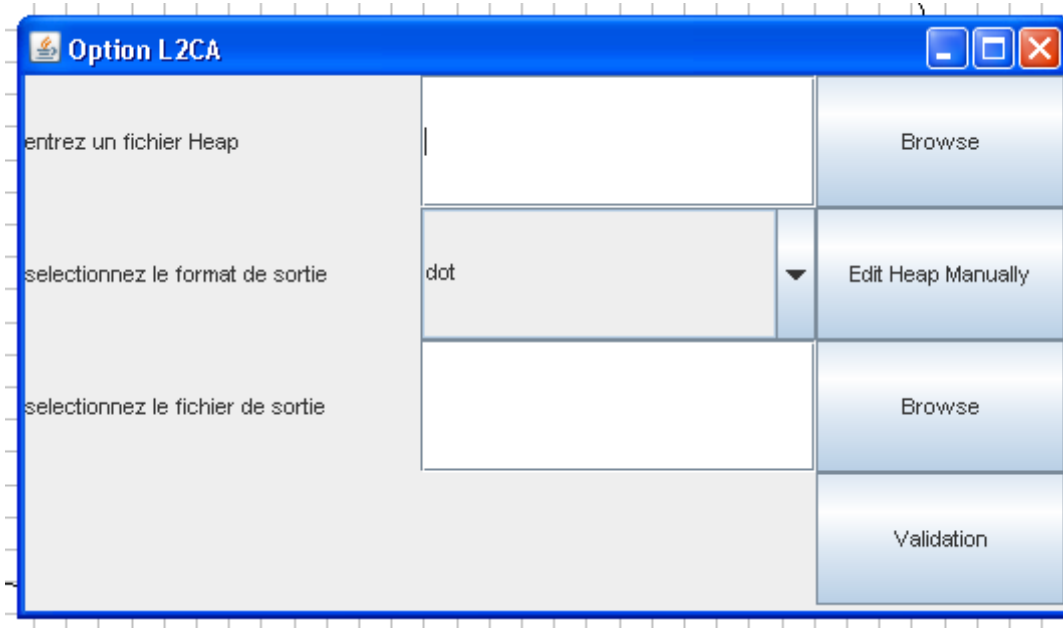 Option L2CA
entrez un fichier Heap
Browse
selectionnez le format de sortie
dot
Edit Heap Manually
selectionnez le fichier de sortie
Browse
Validation